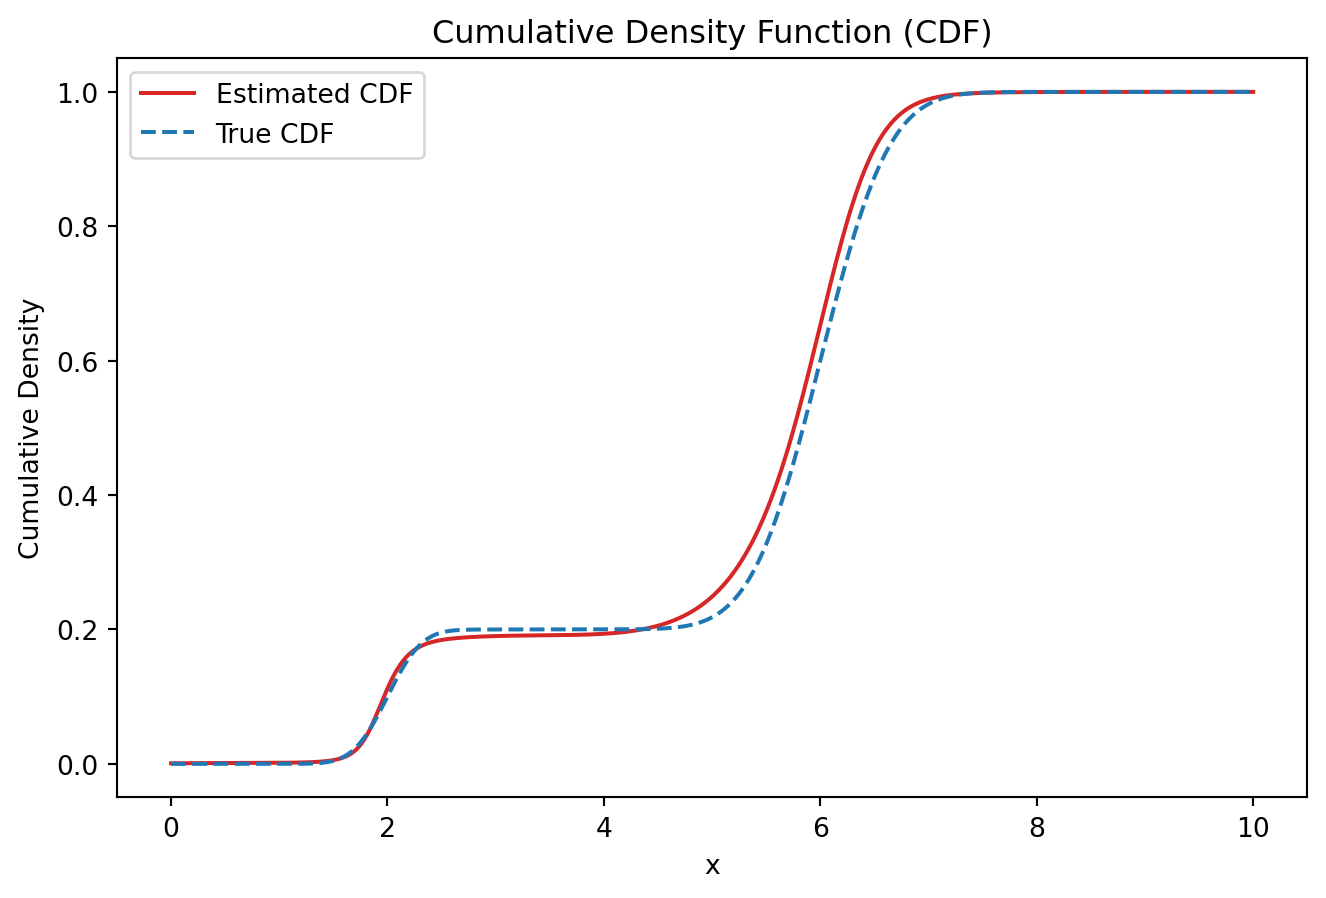 Cumulative Density Function (CDF)
Estimated CDF
True CDF
Cumulative Density
1.0
0.8
0.6
0.4
0.2
0.0
0 2 4 6 8 10
x